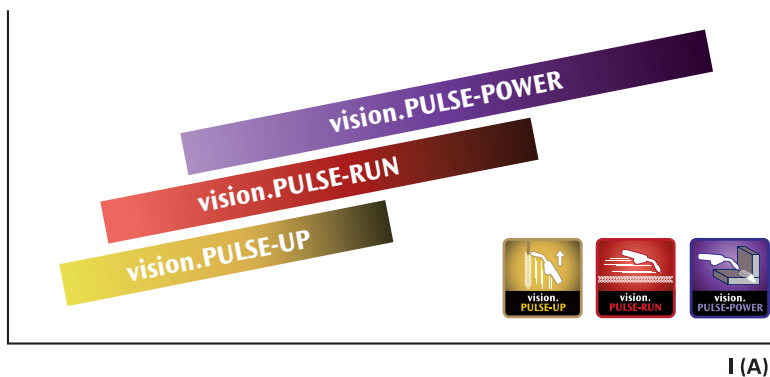 vision.PULSE-POWER
vision.PULSE-RUN
vision.PULSE-UP
vision.
PULSE-UP
vision.
PULSE-RUN
vision.
PULSE-POWER
I (A)